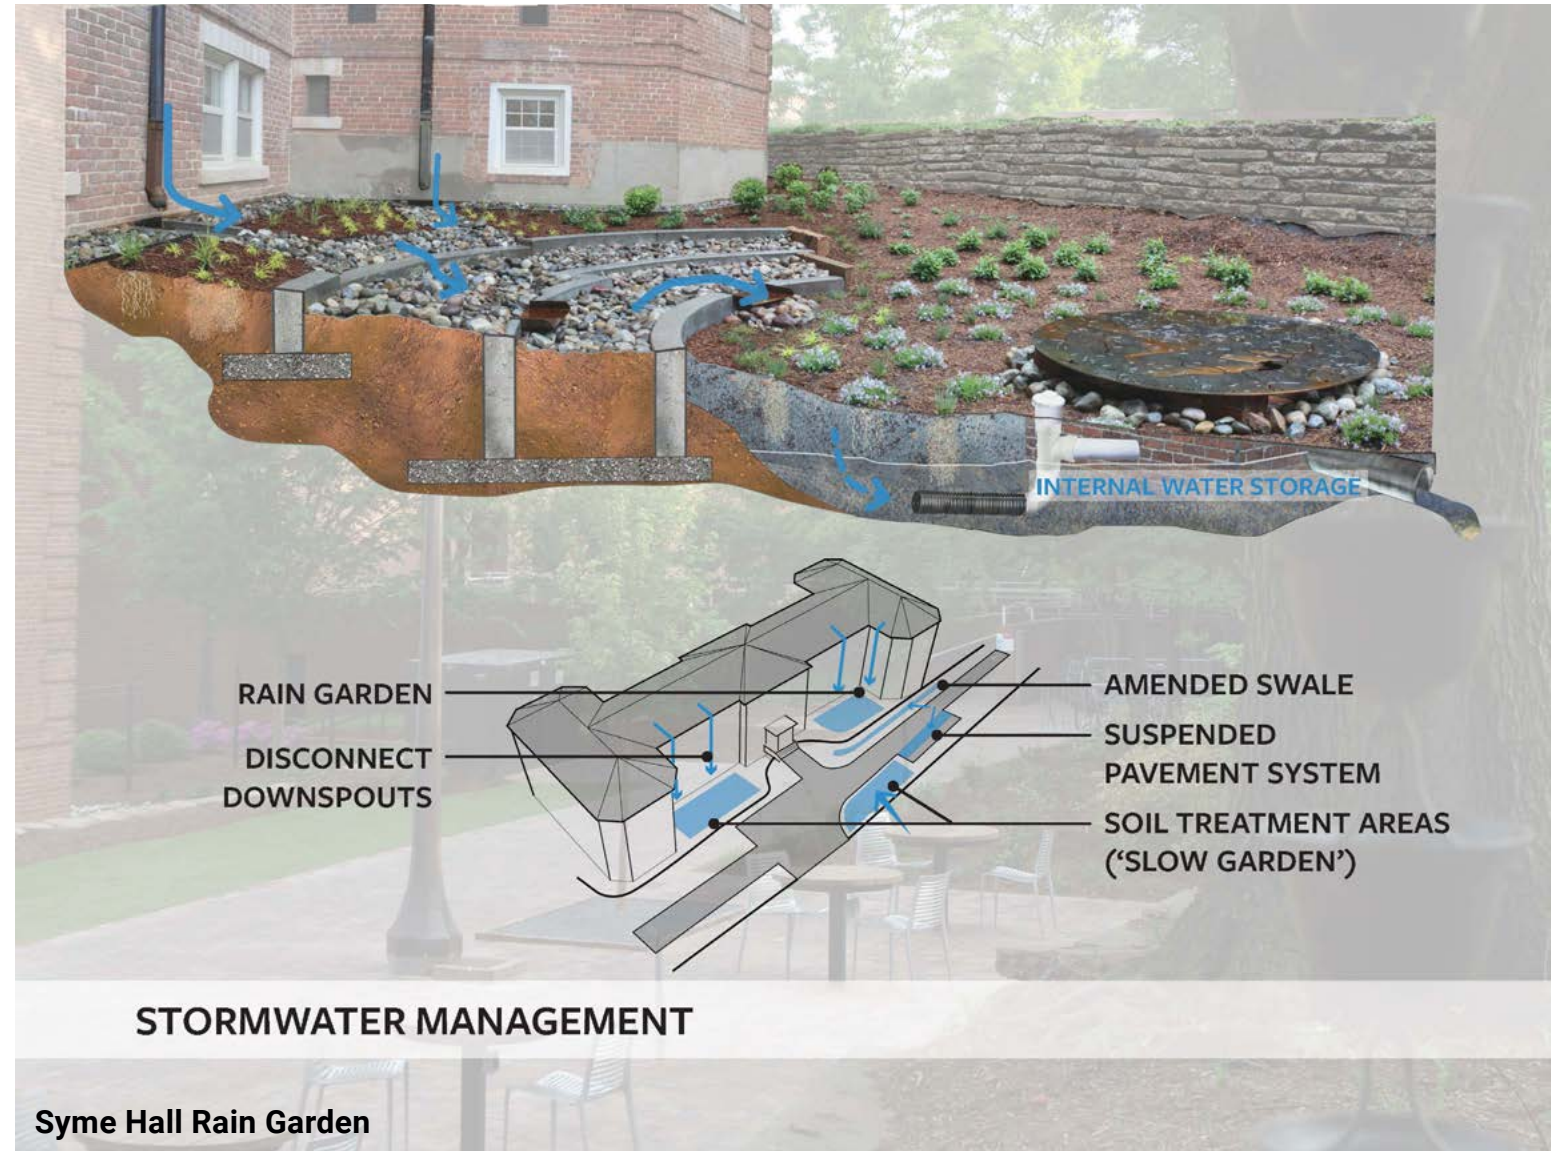 INTERNAL WATER STORAGE
RAIN GARDEN
DISCONNECT
DOWNSPOUTS
AMENDED SWALE
SUSPENDED
PAVEMENT SYSTEM
SOIL TREATMENT AREAS
(‘SLOW GARDEN’)
STORMWATER MANAGEMENT
Syme Hall Rain Garden